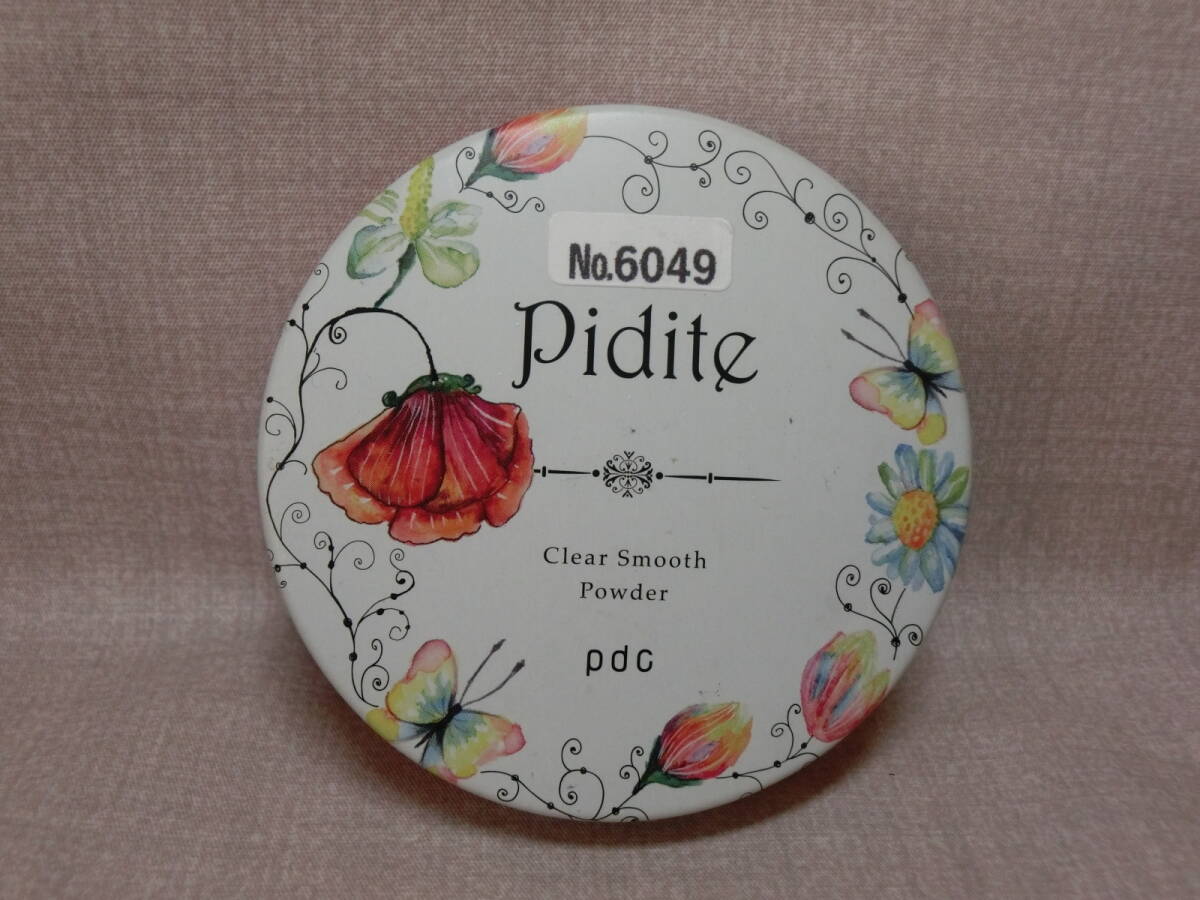 No.6049
Pidite
Clear Smooth
Powder
pdc